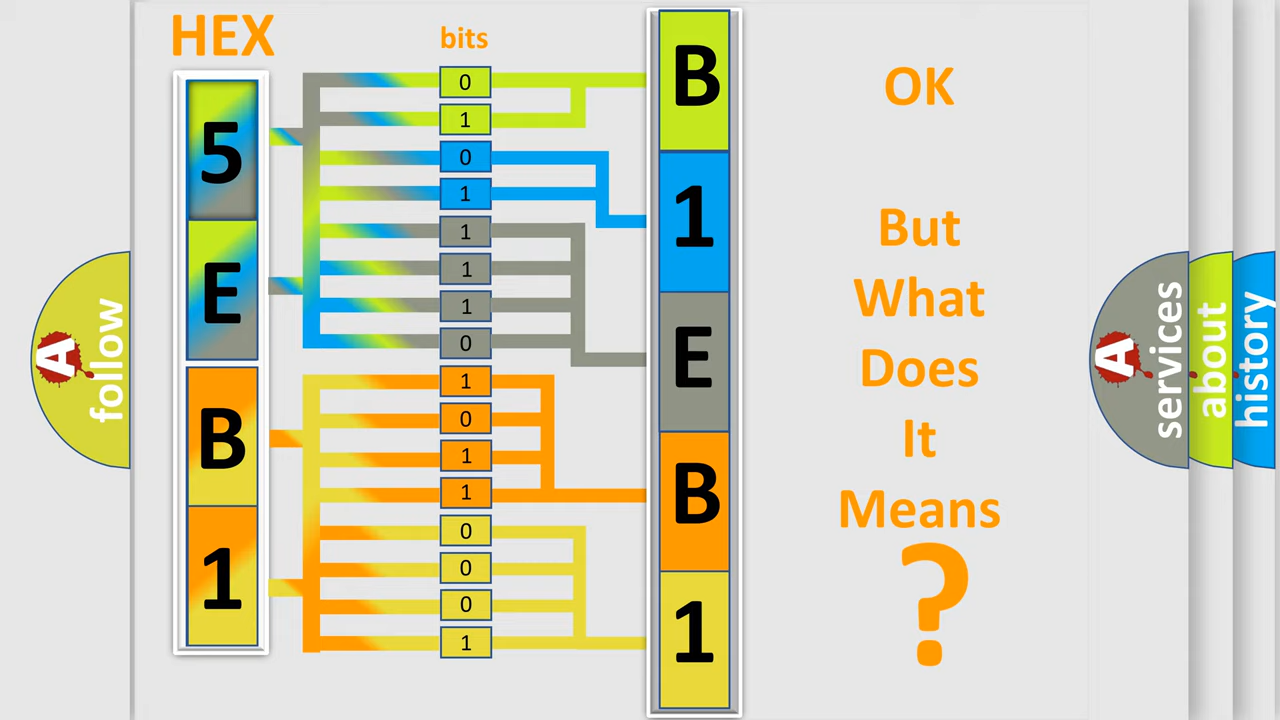 HEX
bits
5
E
B
1
0
1
0
1
1
1
1
0
1
0
1
1
0
0
0
1
B
1
E
B
1
OK
But
What
Does
It
Means
?
A
follow
A
services
about
history